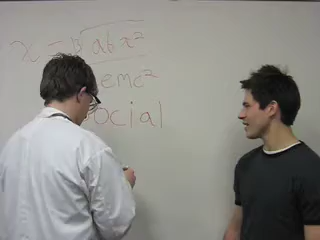 x = √abx²
emc²
ocial